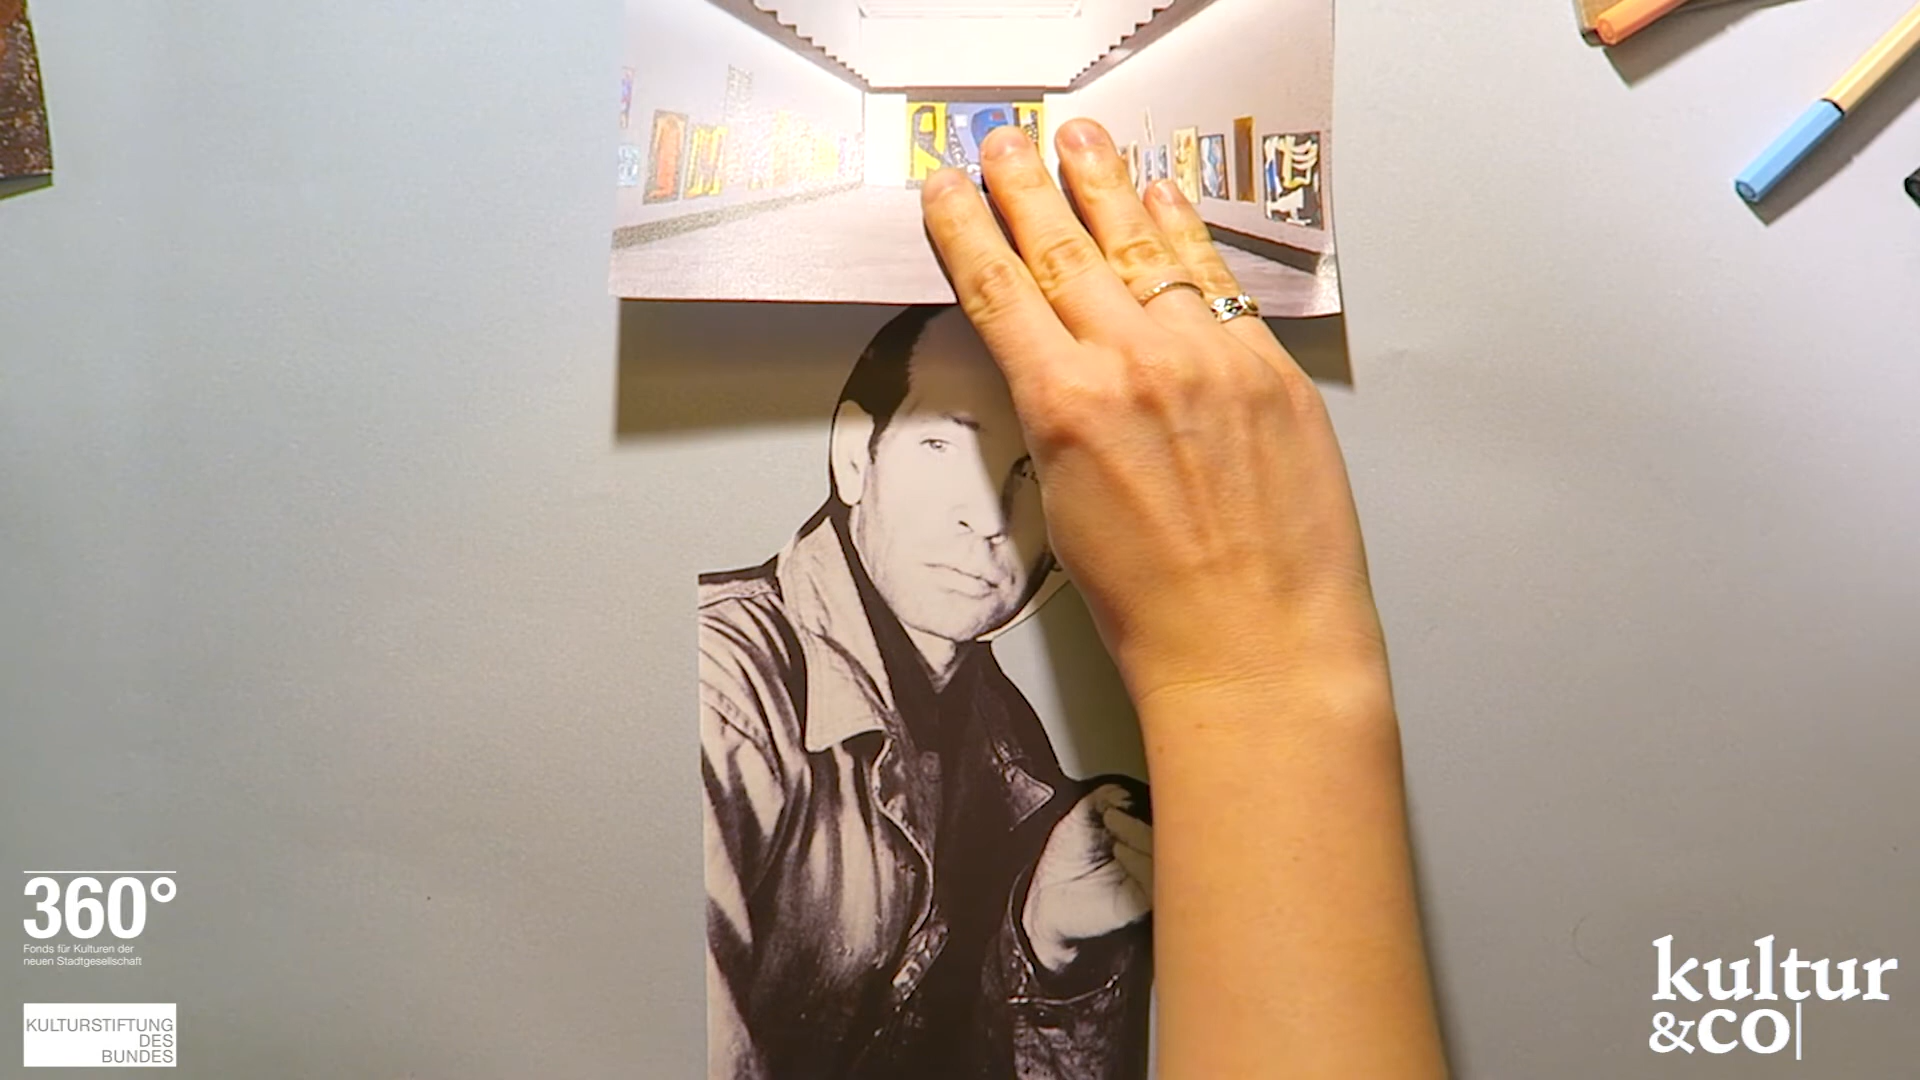 360°
Fonds für Kulturen der
neuen Stadtgesellschaft
KULTURSTIFTUNG
DES
BUNDES
kultur
&co|